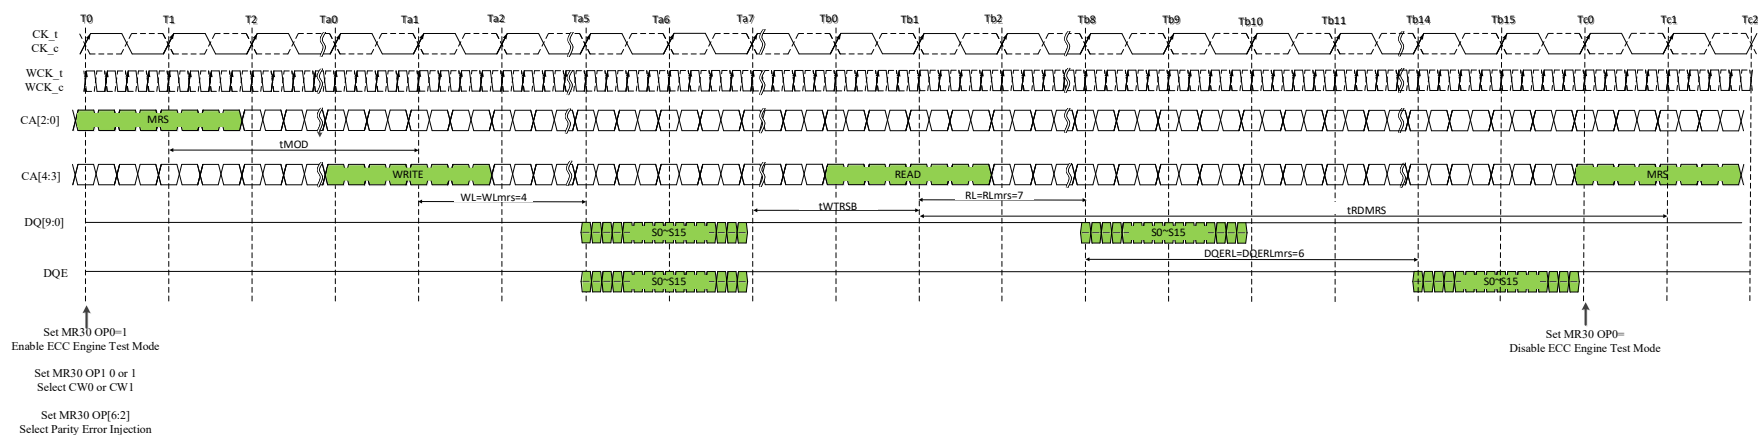 T0 T1 T2 Ta0 Ta1 Ta2 Ta5 Ta6 Ta7 Tb0 Tb1 Tb2 Tb8 Tb9 Tb10 Tb11 Tb14 Tb15 Tc0 Tc1 Tc2
CK_t
CK_c
WCK_t
WCK_c
CA[2:0] MRS
tMOD
CA[4:3] WRITE READ MRS
WL=WLmrs=4 RL=RLmrs=7
tWTRSB tRDMRS
DQ[9:0]
S0~S15 S0~S15
DQERL=DQERLmrs=6
DQE
S0~S15 S0~S15
Set MR30 OP0=1
Enable ECC Engine Test Mode
Set MR30 OP0=
Disable ECC Engine Test Mode
Set MR30 OP1 0 or 1
Select CW0 or CW1
Set MR30 OP[6:2]
Select Parity Error Injection